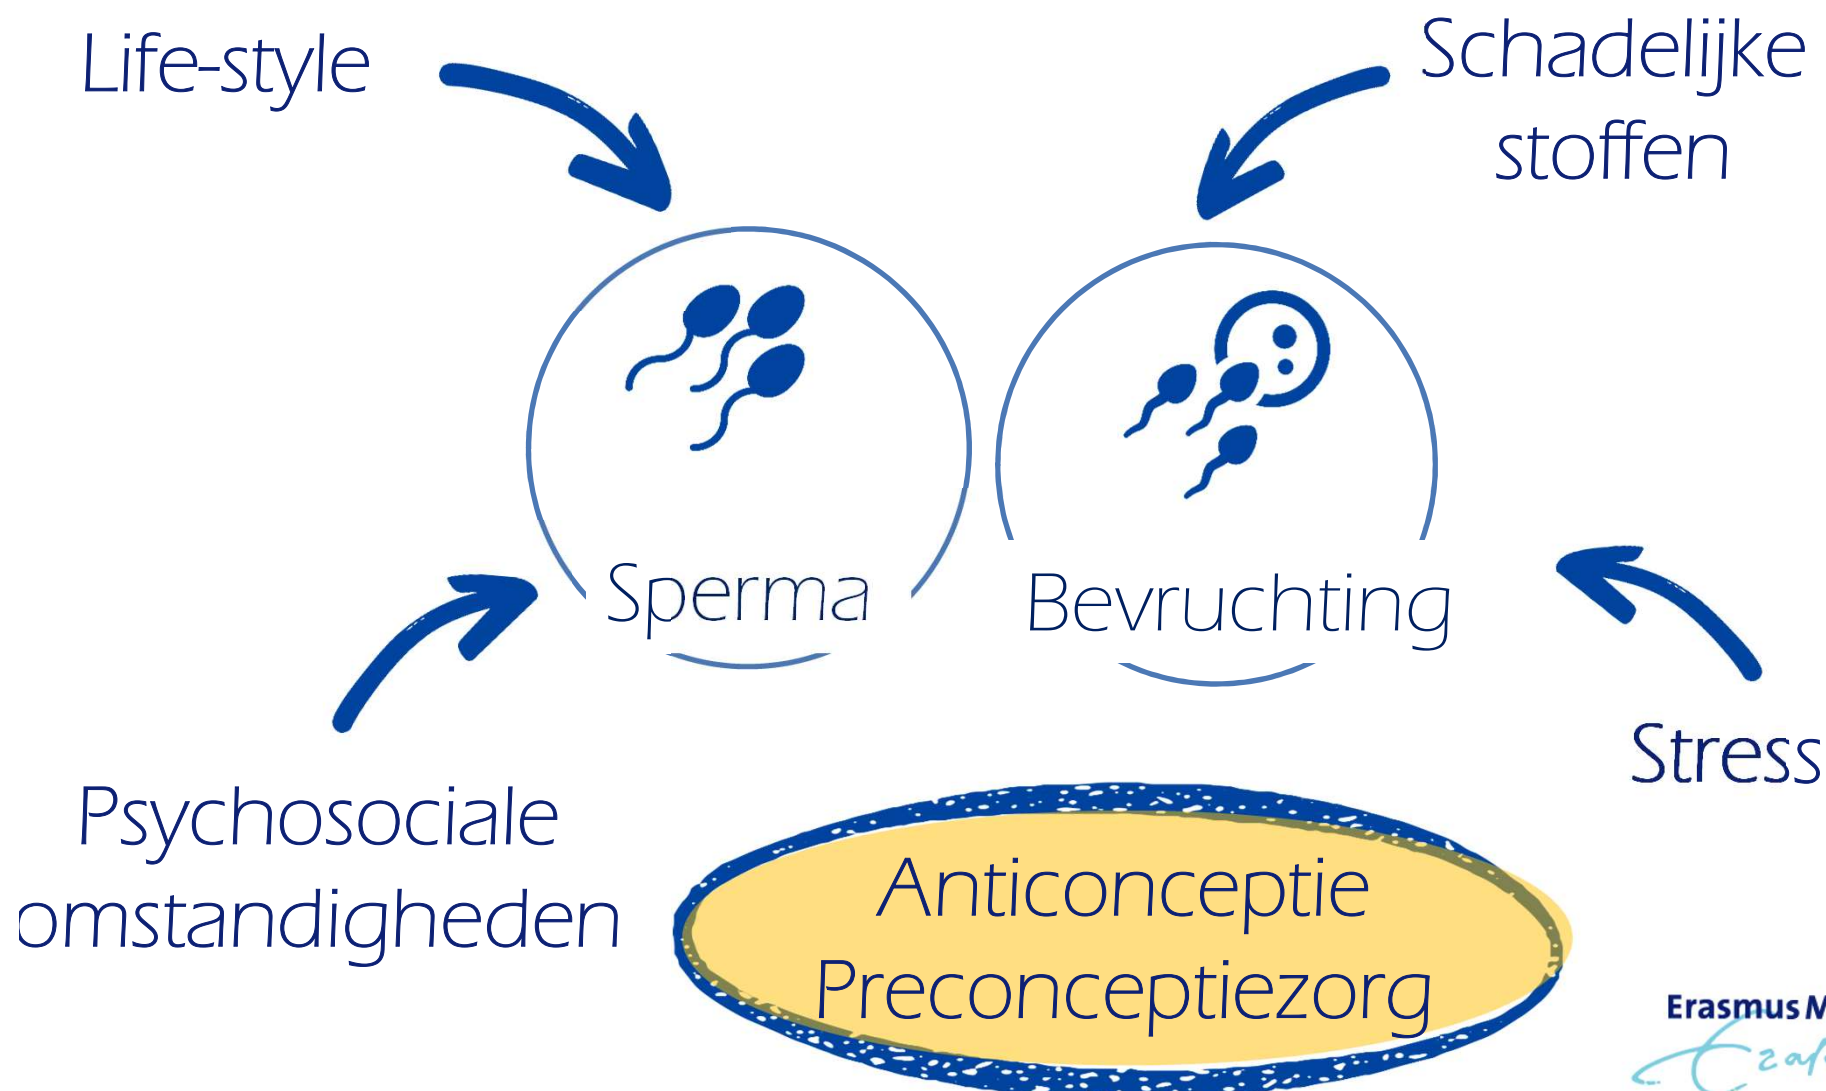 Life-style
Schadelijke
stoffen
Sperma
Bevruchting
Stress
Psychosociale
omstandigheden
Anticonceptie
Preconceptiezorg
Erasmus M